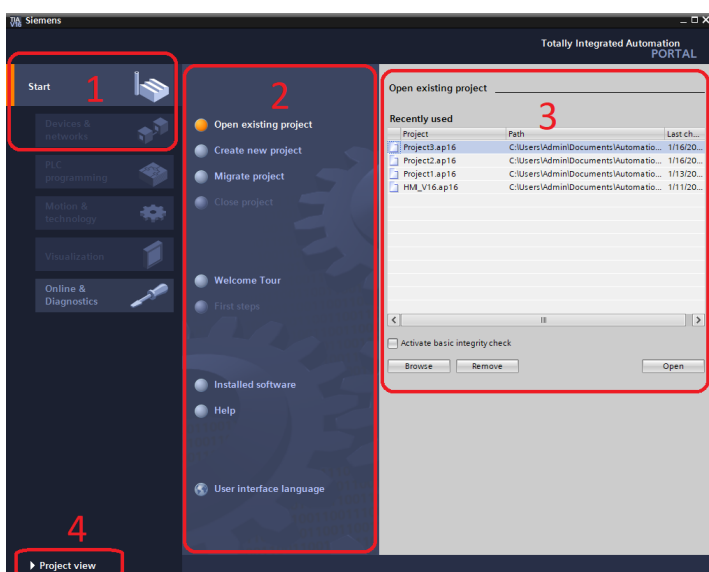 TIA
V16
Siemens
Totally Integrated Automation
PORTAL
Start
1
Devices &
networks
PLC
programming
Motion &
technology
Visualization
Online &
Diagnostics
4
Project view
2
Open existing project
Create new project
Migrate project
Close project
Welcome Tour
First steps
Installed software
Help
User interface language
Open existing project
3
Recently used
Project Path Last ch...
Project3.ap16 C:\Users\Admin\Documents\Automatio... 1/16/20...
Project2.ap16 C:\Users\Admin\Documents\Automatio... 1/16/20...
Project1.ap16 C:\Users\Admin\Documents\Automatio... 1/13/20...
HMI_V16.ap16 C:\Users\Admin\Documents\Automatio... 1/11/20...
Activate basic integrity check
Browse Remove Open